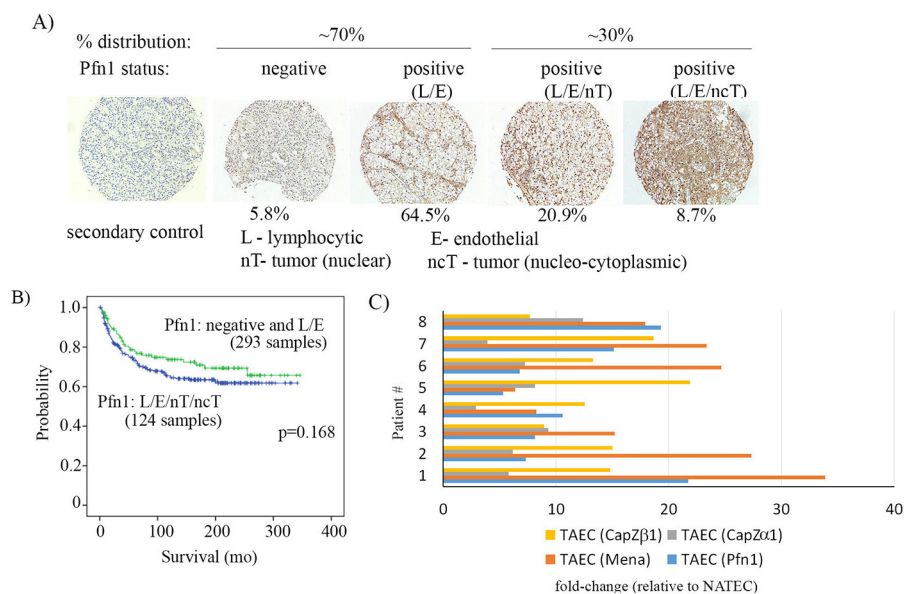 A)
% distribution: ~70% ~30%
Pfn1 status: negative positive positive positive
(L/E) (L/E/nT) (L/E/ncT)
5.8% 64.5% 20.9% 8.7%
secondary control
L - lymphocytic E- endothelial
nT- tumor (nuclear) ncT - tumor (nucleo-cytoplasmic)
B)
1.0
0.8
0.6
0.4
0.2
0
Probability
Pfn1: negative and L/E
(293 samples)
Pfn1: L/E/nT/ncT
(124 samples)
p=0.168
0 100 200 300 400
Survival (mo)
C)
Patient #
8
7
6
5
4
3
2
1
0 10 20 30 40
TAEC (CapZβ1) TAEC (CapZα1)
TAEC (Mena) TAEC (Pfn1)
fold-change (relative to NATEC)